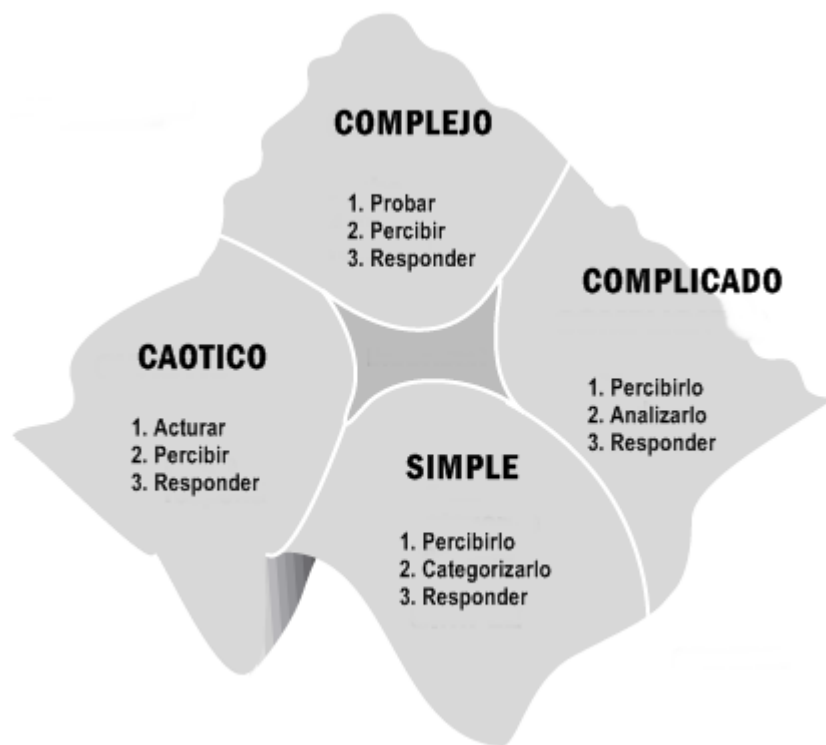 COMPLEJO
1. Probar
2. Percibir
3. Responder
COMPLICADO
1. Percibirlo
2. Analizarlo
3. Responder
CAOTICO
1. Acturar
2. Percibir
3. Responder
SIMPLE
1. Percibirlo
2. Categorizarlo
3. Responder